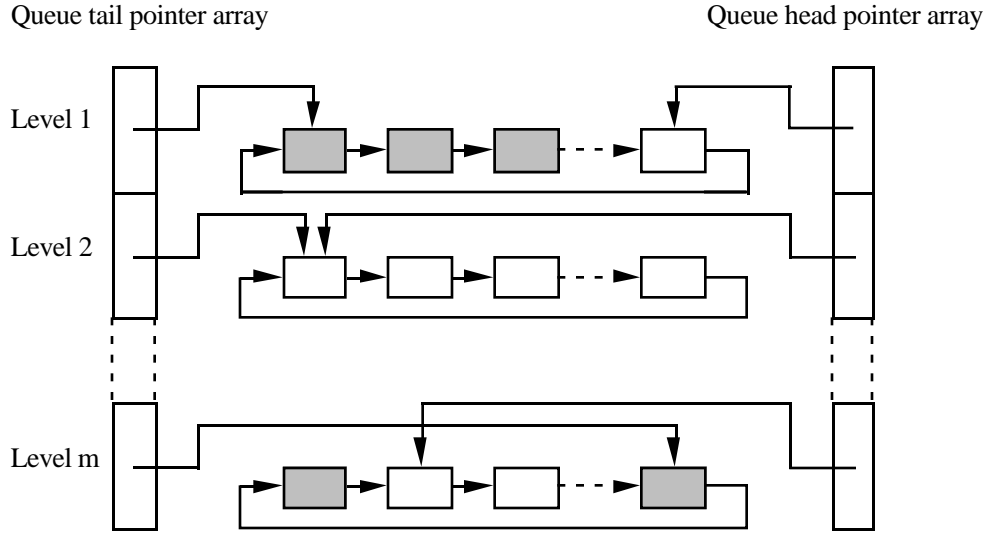 Queue tail pointer array
Queue head pointer array
Level 1
Level 2
Level m